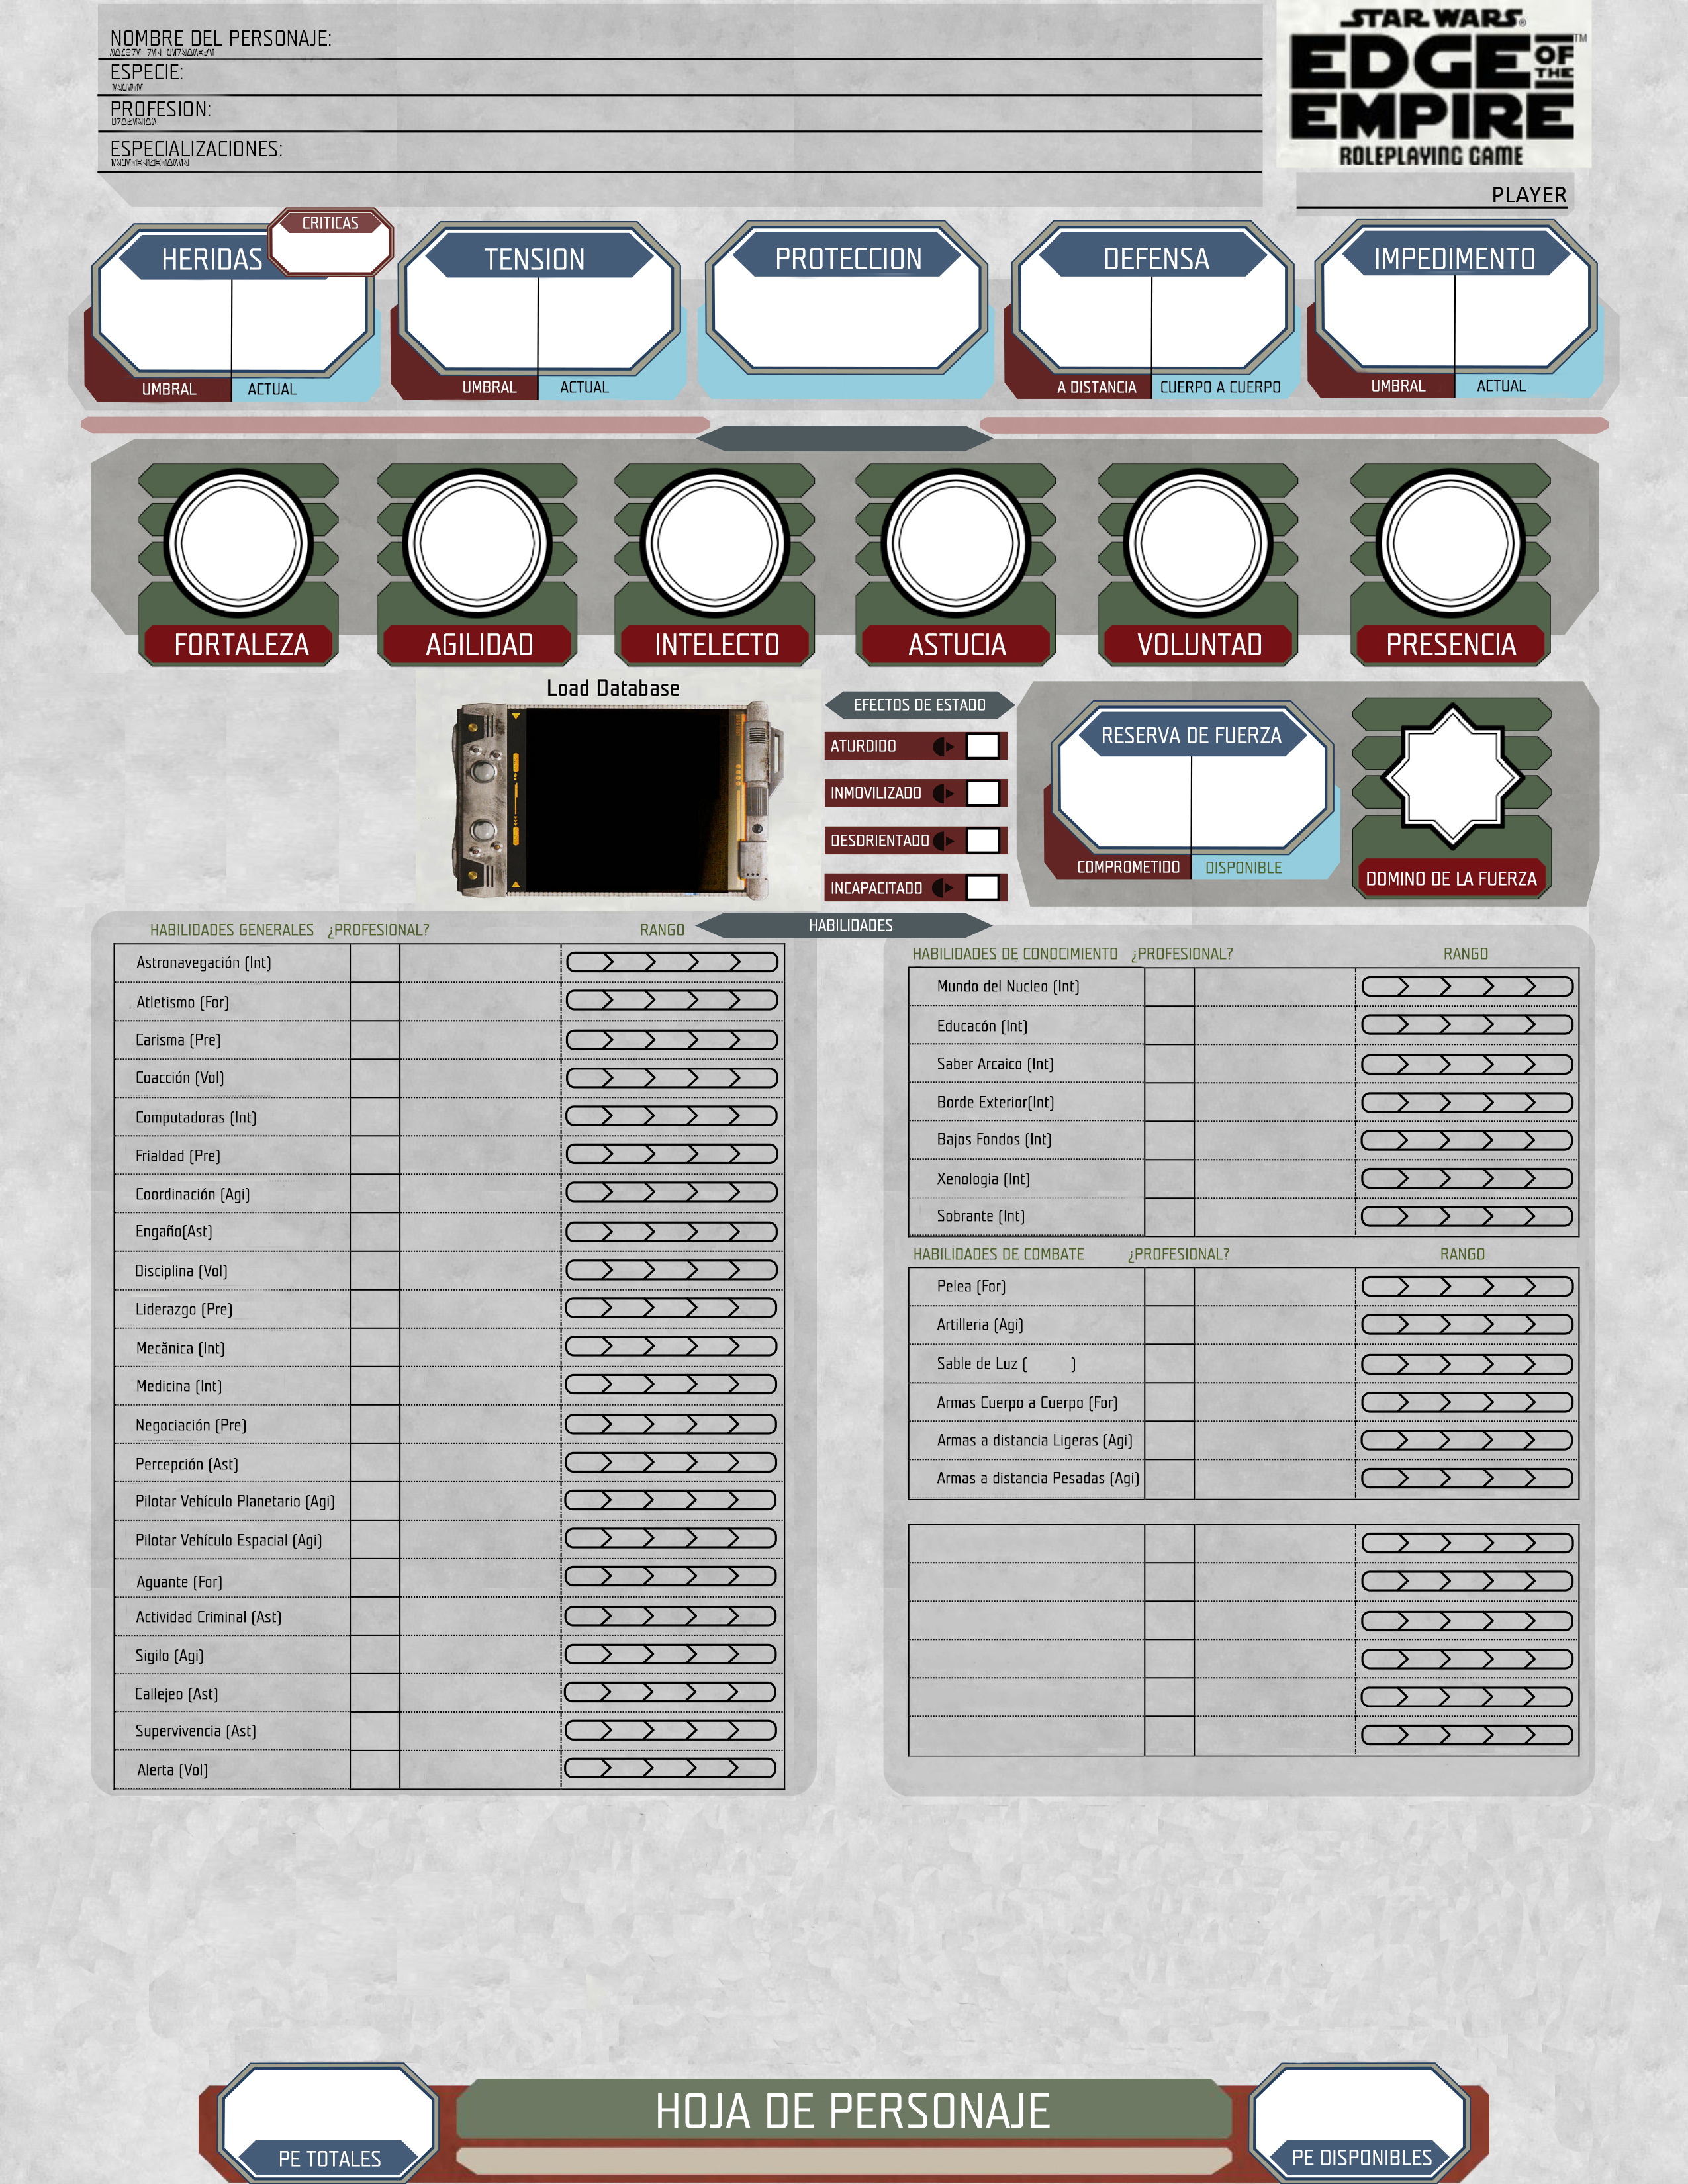 NOMBRE DEL PERSONAJE:
ESPECIE:
PROFESION:
ESPECIALIZACIONES:
STAR WARS®
EDGE OF THE EMPIRE™
ROLEPLAYING GAME
PLAYER
CRITICAS
HERIDAS
UMBRAL ACTUAL
TENSION
UMBRAL ACTUAL
PROTECCION
DEFENSA
A DISTANCIA CUERPO A CUERPO
IMPEDIMENTO
UMBRAL ACTUAL
FORTALEZA
AGILIDAD
INTELECTO
ASTUCIA
VOLUNTAD
PRESENCIA
Load Database
EFECTOS DE ESTADO
ATURDIDO
INMOVILIZADO
DESORIENTADO
INCAPACITADO
RESERVA DE FUERZA
COMPROMETIDO DISPONIBLE
DOMINO DE LA FUERZA
HABILIDADES
HABILIDADES GENERALES ¿PROFESIONAL? RANGO
Astronavegación (Int)
Atletismo (For)
Carisma (Pre)
Coacción (Vol)
Computadoras (Int)
Frialdad (Pre)
Coordinación (Agi)
Engaño(Ast)
Disciplina (Vol)
Liderazgo (Pre)
Mecãnica (Int)
Medicina (Int)
Negociación (Pre)
Percepción (Ast)
Pilotar Vehículo Planetario (Agi)
Pilotar Vehículo Espacial (Agi)
Aguante (For)
Actividad Criminal (Ast)
Sigilo (Agi)
Callejeo (Ast)
Supervivencia (Ast)
Alerta (Vol)
HABILIDADES DE CONOCIMIENTO ¿PROFESIONAL? RANGO
Mundo del Nucleo (Int)
Educacón (Int)
Saber Arcaico (Int)
Borde Exterior(Int)
Bajos Fondos (Int)
Xenologia (Int)
Sobrante (Int)
HABILIDADES DE COMBATE ¿PROFESIONAL? RANGO
Pelea (For)
Artilleria (Agi)
Sable de Luz ( )
Armas Cuerpo a Cuerpo (For)
Armas a distancia Ligeras (Agi)
Armas a distancia Pesadas (Agi)
PE TOTALES
HOJA DE PERSONAJE
PE DISPONIBLES